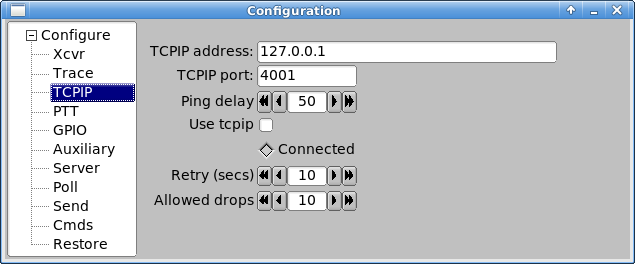 Configuration
Configure
Xcvr
Trace
TCPIP
PTT
GPIO
Auxiliary
Server
Poll
Send
Cmds
Restore
TCPIP address: 127.0.0.1
TCPIP port: 4001
Ping delay 50
Use tcpip
Connected
Retry (secs) 10
Allowed drops 10